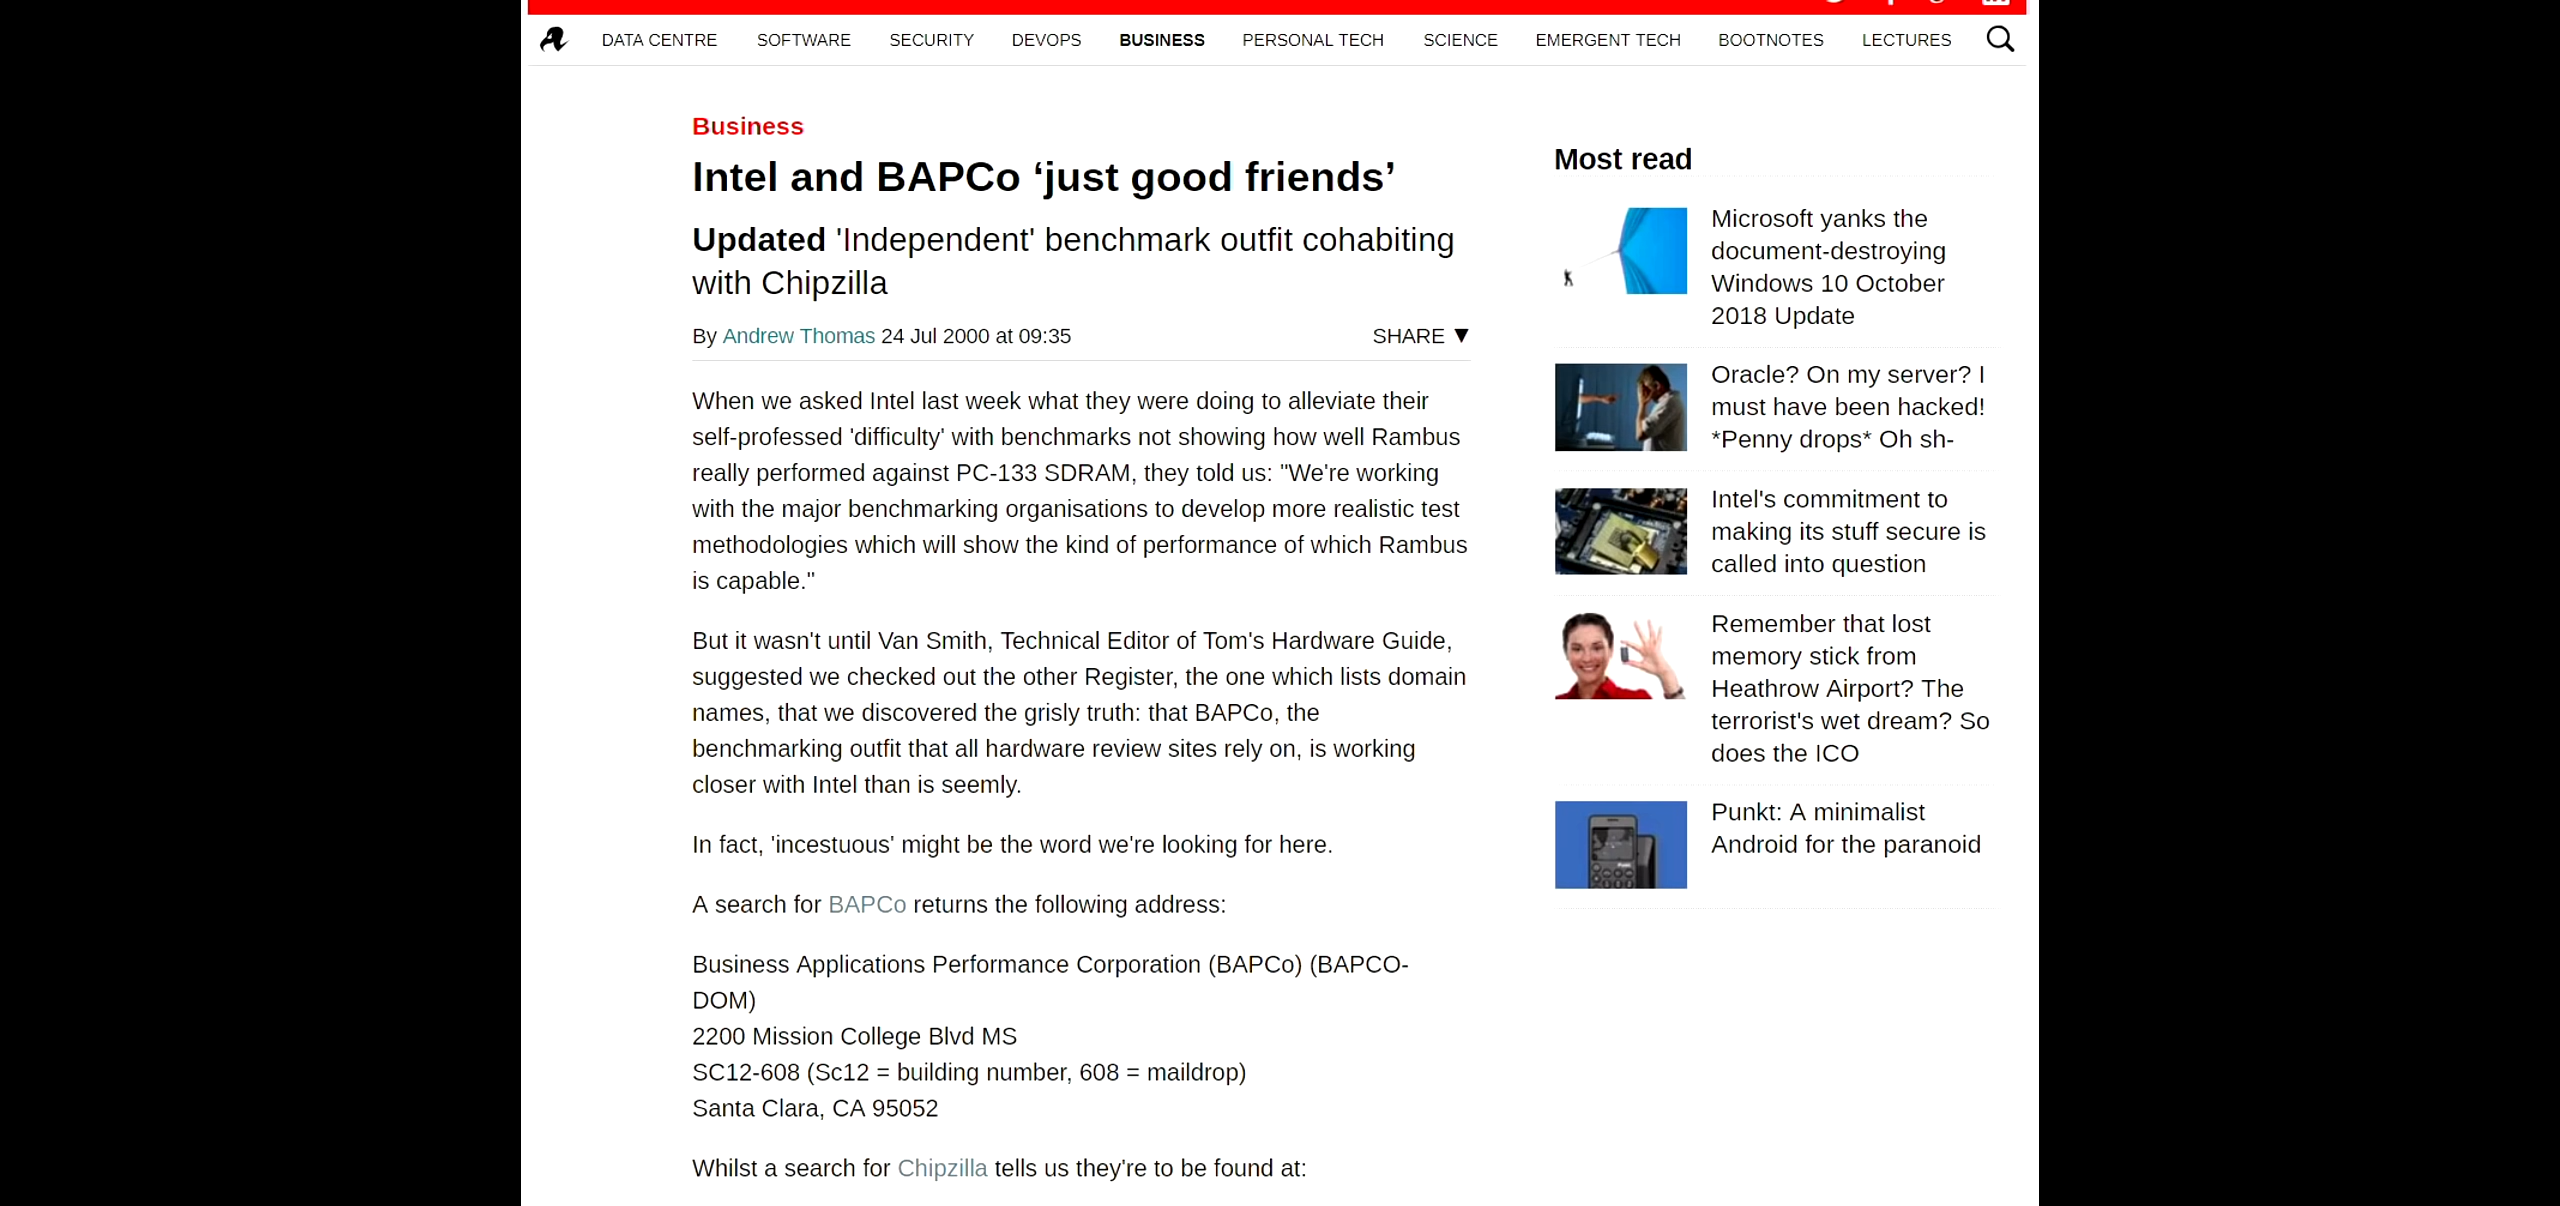 DATA CENTRE SOFTWARE SECURITY DEVOPS BUSINESS PERSONAL TECH SCIENCE EMERGENT TECH BOOTNOTES LECTURES
Business
Intel and BAPCo ‘just good friends’
Updated 'Independent' benchmark outfit cohabiting
with Chipzilla
By Andrew Thomas 24 Jul 2000 at 09:35
SHARE ▼
When we asked Intel last week what they were doing to alleviate their
self-professed 'difficulty' with benchmarks not showing how well Rambus
really performed against PC-133 SDRAM, they told us: "We're working
with the major benchmarking organisations to develop more realistic test
methodologies which will show the kind of performance of which Rambus
is capable."
But it wasn't until Van Smith, Technical Editor of Tom's Hardware Guide,
suggested we checked out the other Register, the one which lists domain
names, that we discovered the grisly truth: that BAPCo, the
benchmarking outfit that all hardware review sites rely on, is working
closer with Intel than is seemly.
In fact, 'incestuous' might be the word we're looking for here.
A search for BAPCo returns the following address:
Business Applications Performance Corporation (BAPCo) (BAPCO-
DOM)
2200 Mission College Blvd MS
SC12-608 (Sc12 = building number, 608 = maildrop)
Santa Clara, CA 95052
Whilst a search for Chipzilla tells us they're to be found at:
Most read
Microsoft yanks the
document-destroying
Windows 10 October
2018 Update
Oracle? On my server? I
must have been hacked!
*Penny drops* Oh sh-
Intel's commitment to
making its stuff secure is
called into question
Remember that lost
memory stick from
Heathrow Airport? The
terrorist's wet dream? So
does the ICO
Punkt: A minimalist
Android for the paranoid